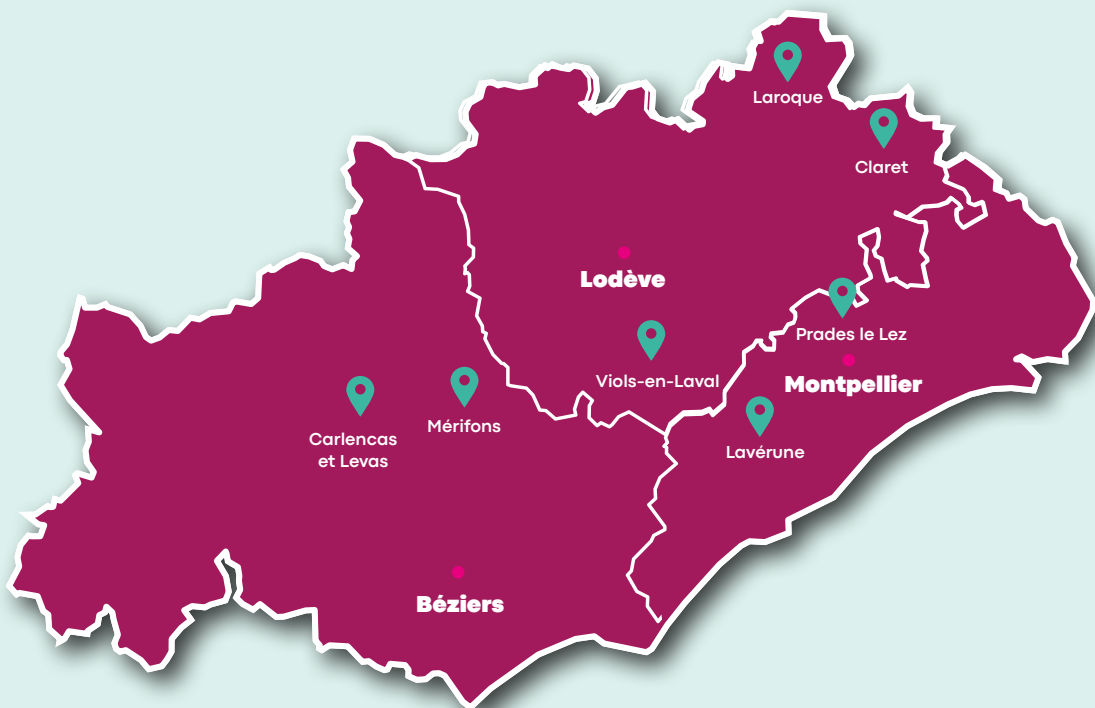 Laroque
Claret
Lodève
Prades le Lez
Viols-en-Laval
Montpellier
Mérifons
Carlencas
et Levas
Lavérune
Béziers